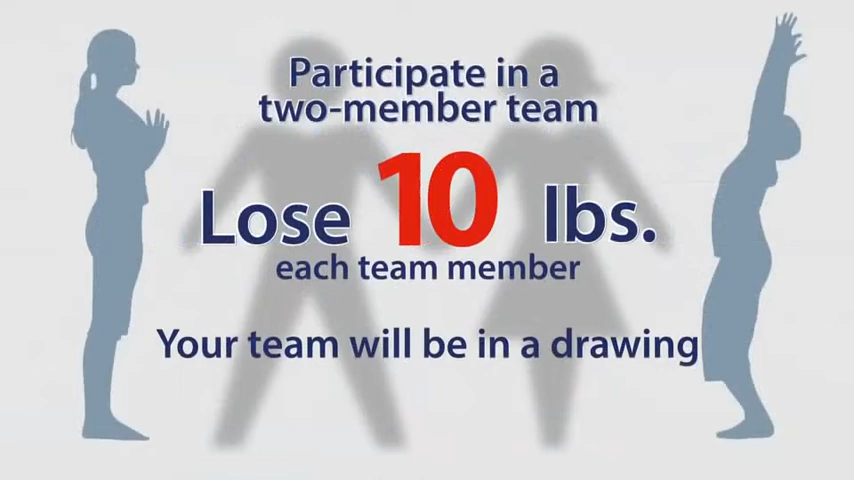 Participate in a
two-member team
Lose 10 lbs.
each team member
Your team will be in a drawing